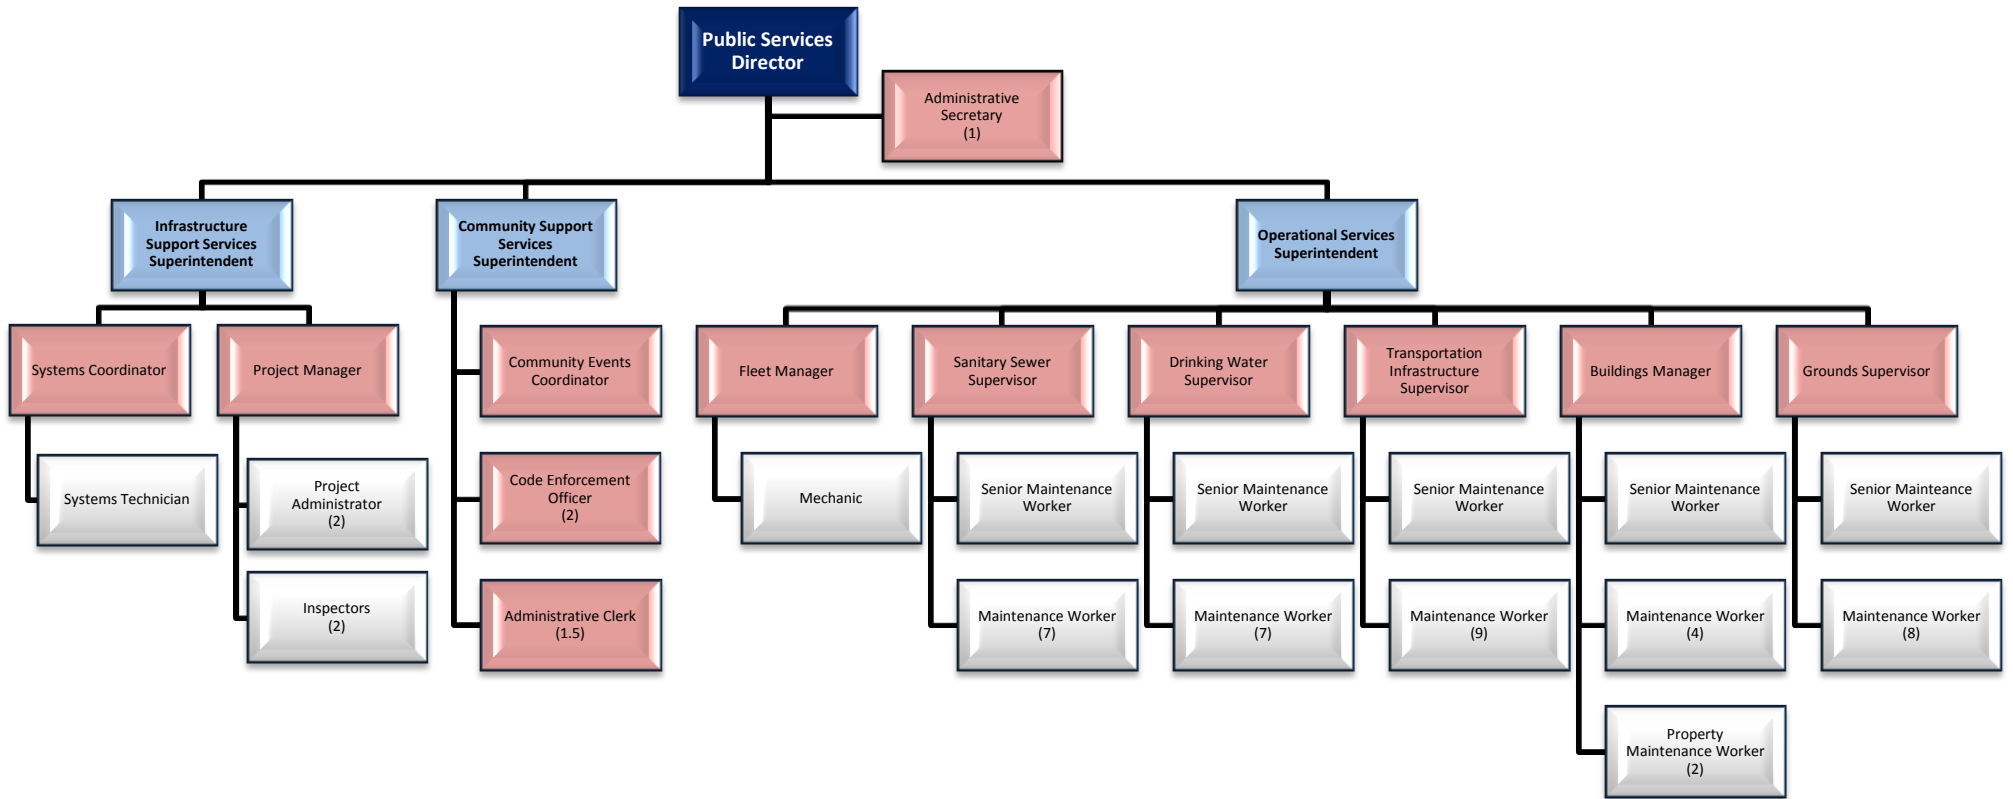 Public Services
Director
Administrative
Secretary
(1)
Infrastructure
Support Services
Superintendent
Community Support
Services
Superintendent
Operational Services
Superintendent
Systems Coordinator
Project Manager
Community Events
Coordinator
Fleet Manager
Sanitary Sewer
Supervisor
Drinking Water
Supervisor
Transportation
Infrastructure
Supervisor
Buildings Manager
Grounds Supervisor
Systems Technician
Project
Administrator
(2)
Code Enforcement
Officer
(2)
Mechanic
Senior Maintenance
Worker
Senior Maintenance
Worker
Senior Maintenance
Worker
Senior Maintenance
Worker
Senior Mainteance
Worker
Inspectors
(2)
Administrative Clerk
(1.5)
Maintenance Worker
(7)
Maintenance Worker
(7)
Maintenance Worker
(9)
Maintenance Worker
(4)
Maintenance Worker
(8)
Property
Maintenance Worker
(2)